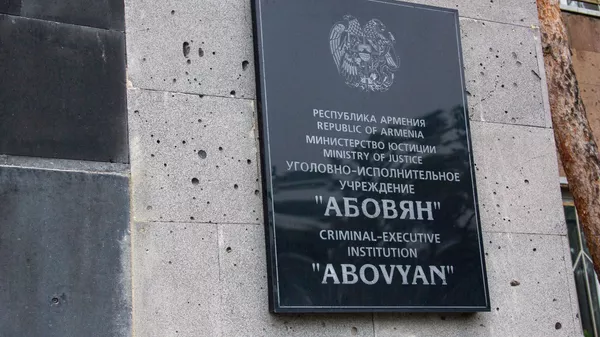 РЕСПУБЛИКА АРМЕНИЯ
REPUBLIC OF ARMENIA
МИНИСТЕРСТВО ЮСТИЦИИ
MINISTRY OF JUSTICE
УГОЛОВНО-ИСПОЛНИТЕЛЬНОЕ
УЧРЕЖДЕНИЕ
"АБОВЯН"
CRIMINAL-EXECUTIVE
INSTITUTION
"ABOVYAN"